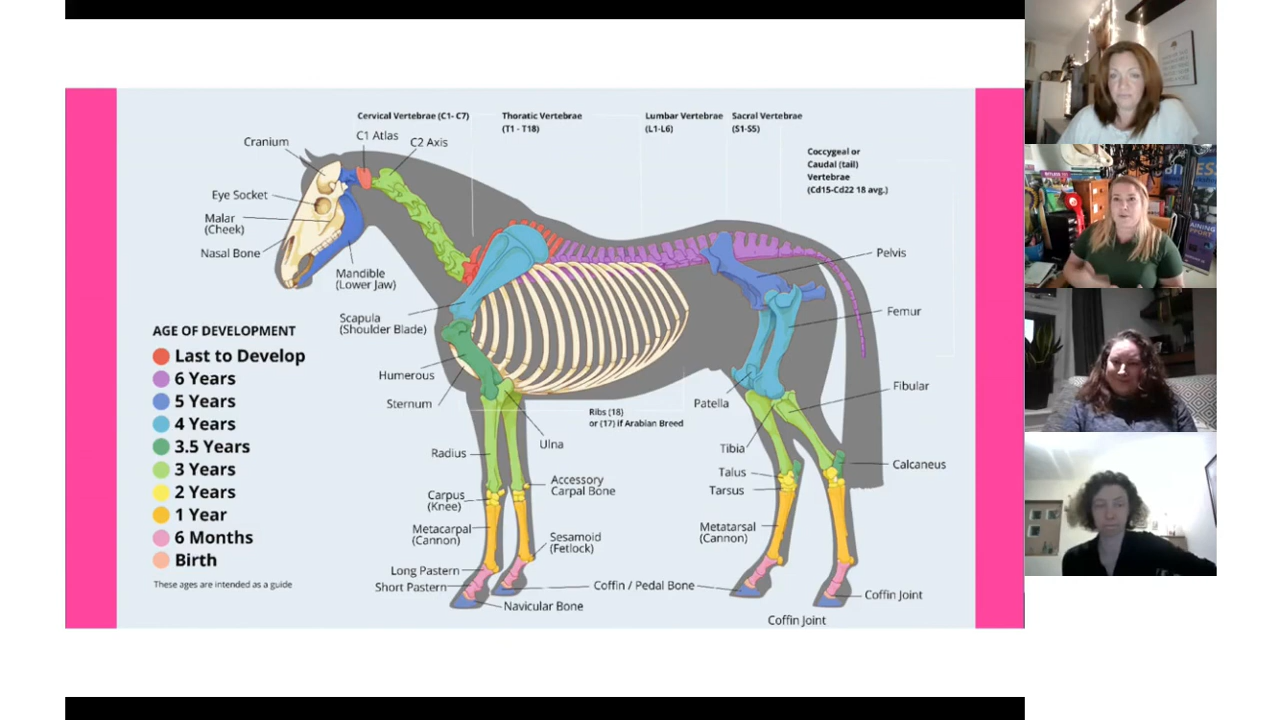 Cervical Vertebrae (C1- C7)
Thoratic Vertebrae
(T1 - T18)
Lumbar Vertebrae
(L1-L6)
Sacral Vertebrae
(S1-S5)
Coccygeal or
Caudal (tail)
Vertebrae
(Cd15-Cd22 18 avg.)
Cranium
C1 Atlas
C2 Axis
Eye Socket
Malar
(Cheek)
Nasal Bone
Mandible
(Lower Jaw)
Scapula
(Shoulder Blade)
Humerous
Sternum
Ribs (18)
or (17) if Arabian Breed
Ulna
Radius
Accessory
Carpal Bone
Carpus
(Knee)
Metacarpal
(Cannon)
Sesamoid
(Fetlock)
Long Pastern
Short Pastern
Navicular Bone
Coffin / Pedal Bone
Pelvis
Femur
Fibular
Patella
Tibia
Talus
Tarsus
Calcaneus
Metatarsal
(Cannon)
Coffin Joint
Coffin Joint
AGE OF DEVELOPMENT
Last to Develop
6 Years
5 Years
4 Years
3.5 Years
3 Years
2 Years
1 Year
6 Months
Birth
These ages are intended as a guide